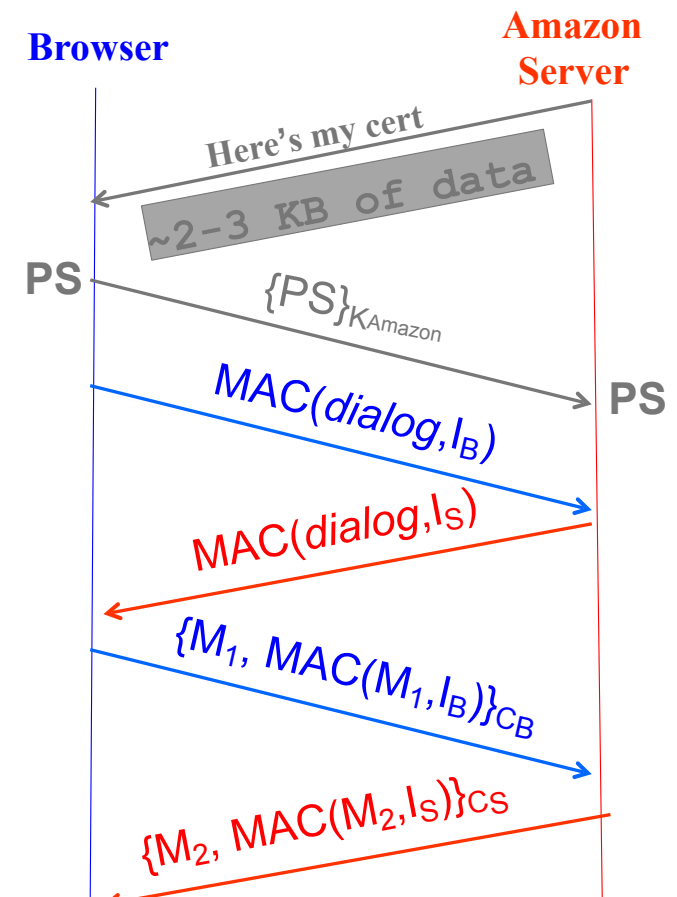 Browser
Amazon
Server
Here's my cert
~2-3 KB of data
PS
{PS}KAmazon
PS
MAC(dialog,IB)
MAC(dialog,IS)
{M1, MAC(M1,IB)}CB
{M2, MAC(M2,IS)}CS